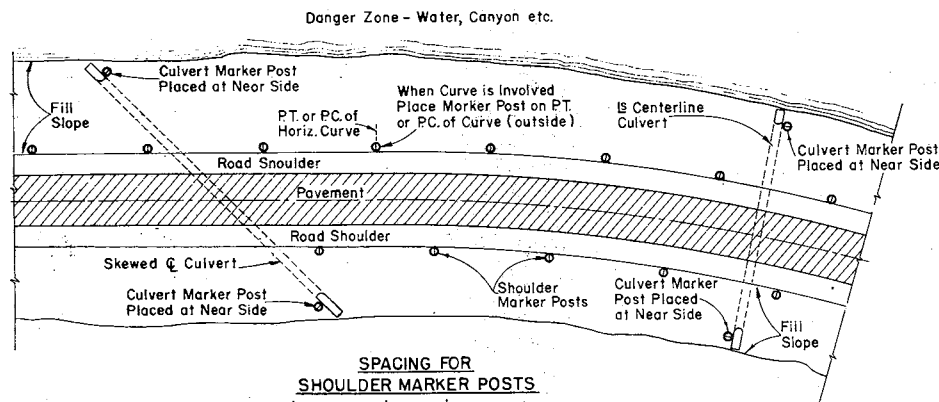 Danger Zone - Water, Canyon etc.
Culvert Marker Post
Placed at Near Side
When Curve is Involved
Place Marker Post on P.T.
or P.C. of Curve (outside)
P.T. or P.C. of
Horiz. Curve
Fill
Slope
Is Centerline
Culvert
Culvert Marker Post
Placed at Near Side
Road Shoulder
Pavement
Road Shoulder
Skewed ℄ Culvert
Culvert Marker Post
Placed at Near Side
Shoulder
Marker Posts
Culvert Marker
Post Placed
at Near Side
Fill
Slope
SPACING FOR
SHOULDER MARKER POSTS